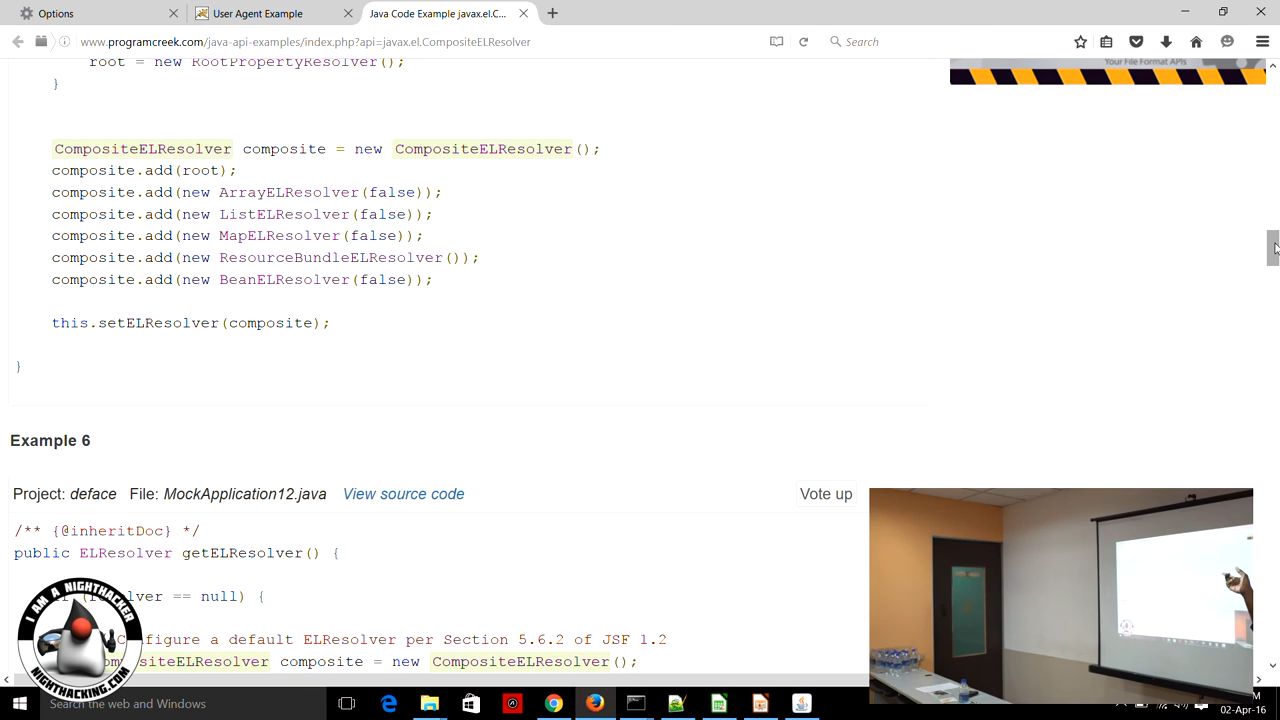 Options
User Agent Example
Java Code Example javax.el.C...
www.programcreek.com/java-api-examples/index.php?api=javax.el.CompositeELResolver
Search
root = new RootPropertyResolver();
}
Your File Format APIs
CompositeELResolver composite = new CompositeELResolver();
composite.add(root);
composite.add(new ArrayELResolver(false));
composite.add(new ListELResolver(false));
composite.add(new MapELResolver(false));
composite.add(new ResourceBundleELResolver());
composite.add(new BeanELResolver(false));
this.setELResolver(composite);
}
Example 6
Project: deface File: MockApplication12.java View source code
Vote up
/** {@inheritDoc} */
public ELResolver getELResolver() {
== null) {
a default ELResolver per Section 5.6.2 of JSF 1.2
composite = new CompositeELResolver();
I AM A NIGHTHACKER
NIGHTHACKING.COM
Search the web and Windows
02-Apr-16